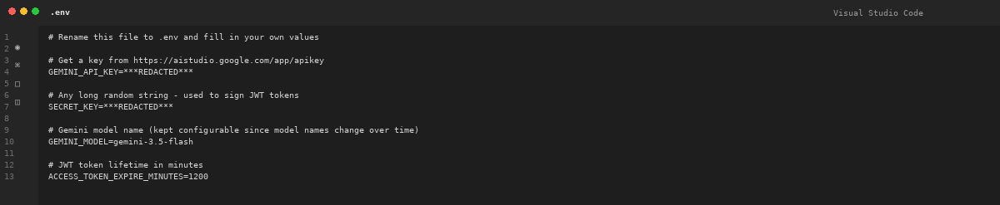 .env
Visual Studio Code
1 # Rename this file to .env and fill in your own values
2
3 # Get a key from https://aistudio.google.com/app/apikey
4 GEMINI_API_KEY=***REDACTED***
5
6 # Any long random string - used to sign JWT tokens
7 SECRET_KEY=***REDACTED***
8
9 # Gemini model name (kept configurable since model names change over time)
10 GEMINI_MODEL=gemini-3.5-flash
11
12 # JWT token lifetime in minutes
13 ACCESS_TOKEN_EXPIRE_MINUTES=1200